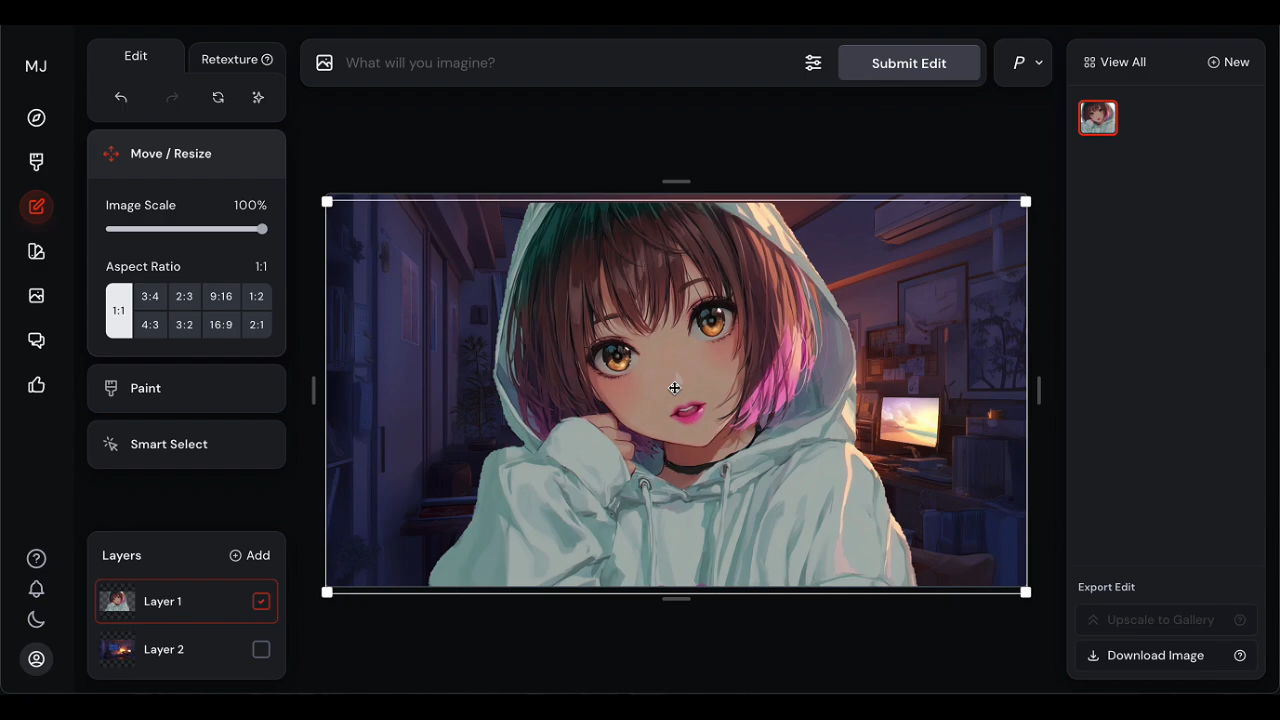 MJ
Edit
Retexture
Move / Resize
Image Scale 100%
Aspect Ratio 1:1
1:1 3:4 2:3 9:16 1:2
4:3 3:2 16:9 2:1
Paint
Smart Select
Layers Add
Layer 1
Layer 2
What will you imagine?
Submit Edit
P
View All New
Export Edit
Upscale to Gallery
Download Image